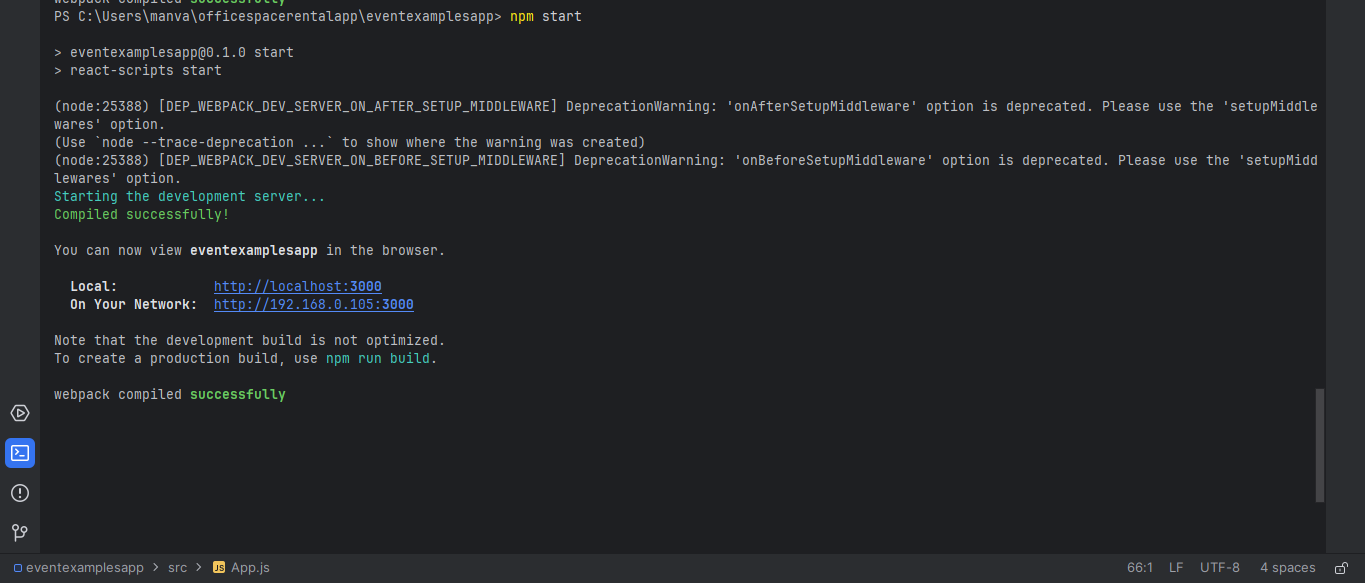 webpack compiled successfully
PS C:\Users\manva\officespacerentalapp\eventexamplesapp> npm start
> eventexamplesapp@0.1.0 start
> react-scripts start
(node:25388) [DEP_WEBPACK_DEV_SERVER_ON_AFTER_SETUP_MIDDLEWARE] DeprecationWarning: 'onAfterSetupMiddleware' option is deprecated. Please use the 'setupMiddle
wares' option.
(Use `node --trace-deprecation ...` to show where the warning was created)
(node:25388) [DEP_WEBPACK_DEV_SERVER_ON_BEFORE_SETUP_MIDDLEWARE] DeprecationWarning: 'onBeforeSetupMiddleware' option is deprecated. Please use the 'setupMidd
lewares' option.
Starting the development server...
Compiled successfully!
You can now view eventexamplesapp in the browser.
Local: http://localhost:3000
On Your Network: http://192.168.0.105:3000
Note that the development build is not optimized.
To create a production build, use npm run build.
webpack compiled successfully
eventexamplesapp > src > JS App.js 66:1 LF UTF-8 4 spaces